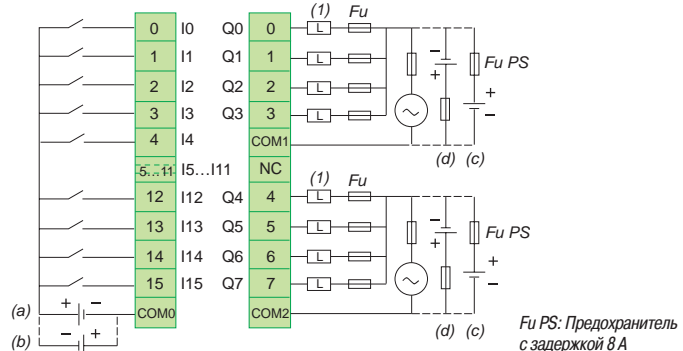 (1) Fu
0 I0 Q0 0 L
1 I1 Q1 1 L
2 I2 Q2 2 L
3 I3 Q3 3 L
− + Fu PS
+ −
4 I4 COM1
(d) (c)
5...11 I5...I11 NC
(1) Fu
12 I12 Q4 4 L
13 I13 Q5 5 L
14 I14 Q6 6 L
15 I15 Q7 7 L
− + Fu PS
+ −
(a) + − COM0 COM2
(d) (c)
(b) − +
Fu PS: Предохранитель
с задержкой 8 А